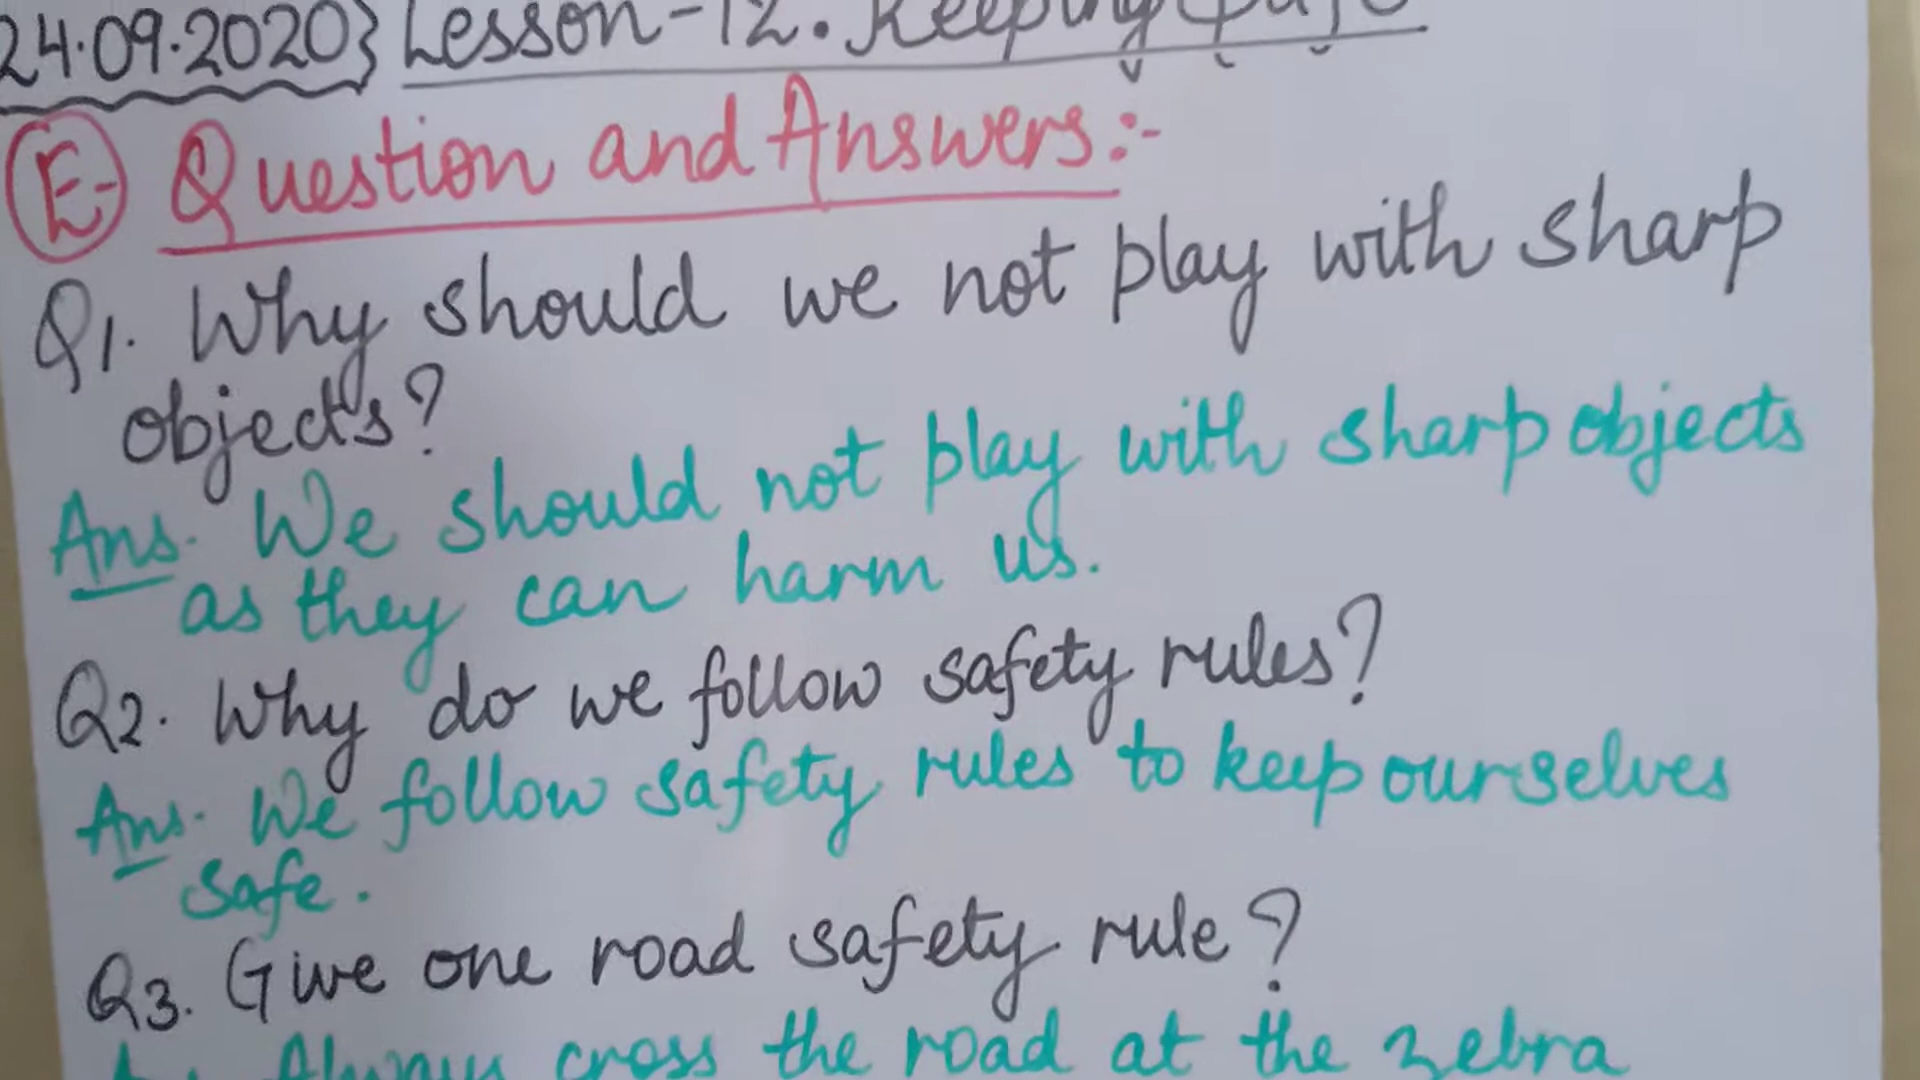 24.09.2020} Lesson-12. Keeping Safe
E- Question and Answers:-
Q1. Why should we not play with sharp
objects?
Ans. We should not play with sharp objects
as they can harm us.
Q2. Why do we follow safety rules?
Ans. We follow safety rules to keep ourselves
safe.
Q3. Give one road safety rule?
Always cross the road at the zebra